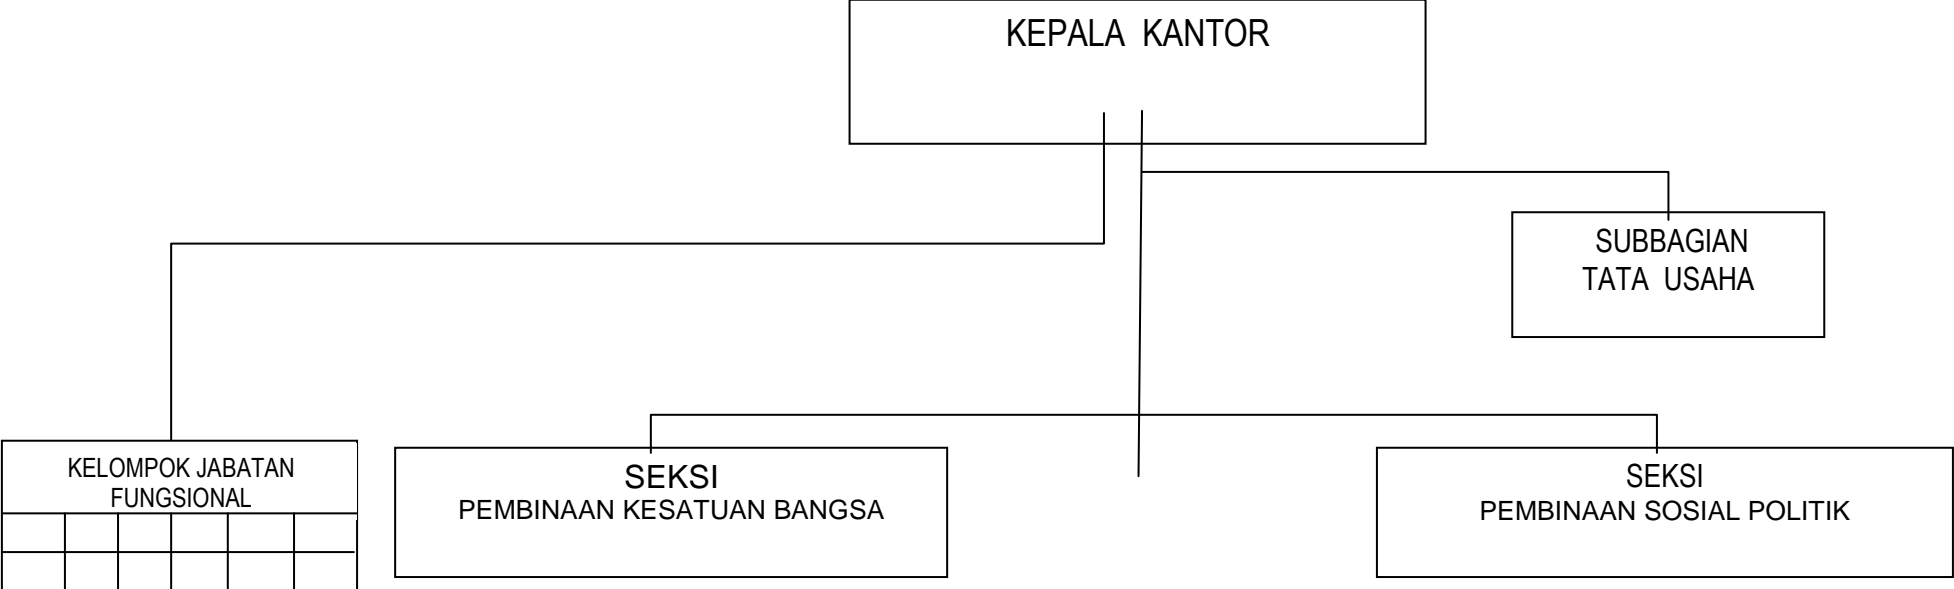 KEPALA KANTOR
SUBBAGIAN
TATA USAHA
KELOMPOK JABATAN
FUNGSIONAL
SEKSI
PEMBINAAN KESATUAN BANGSA
SEKSI
PEMBINAAN SOSIAL POLITIK